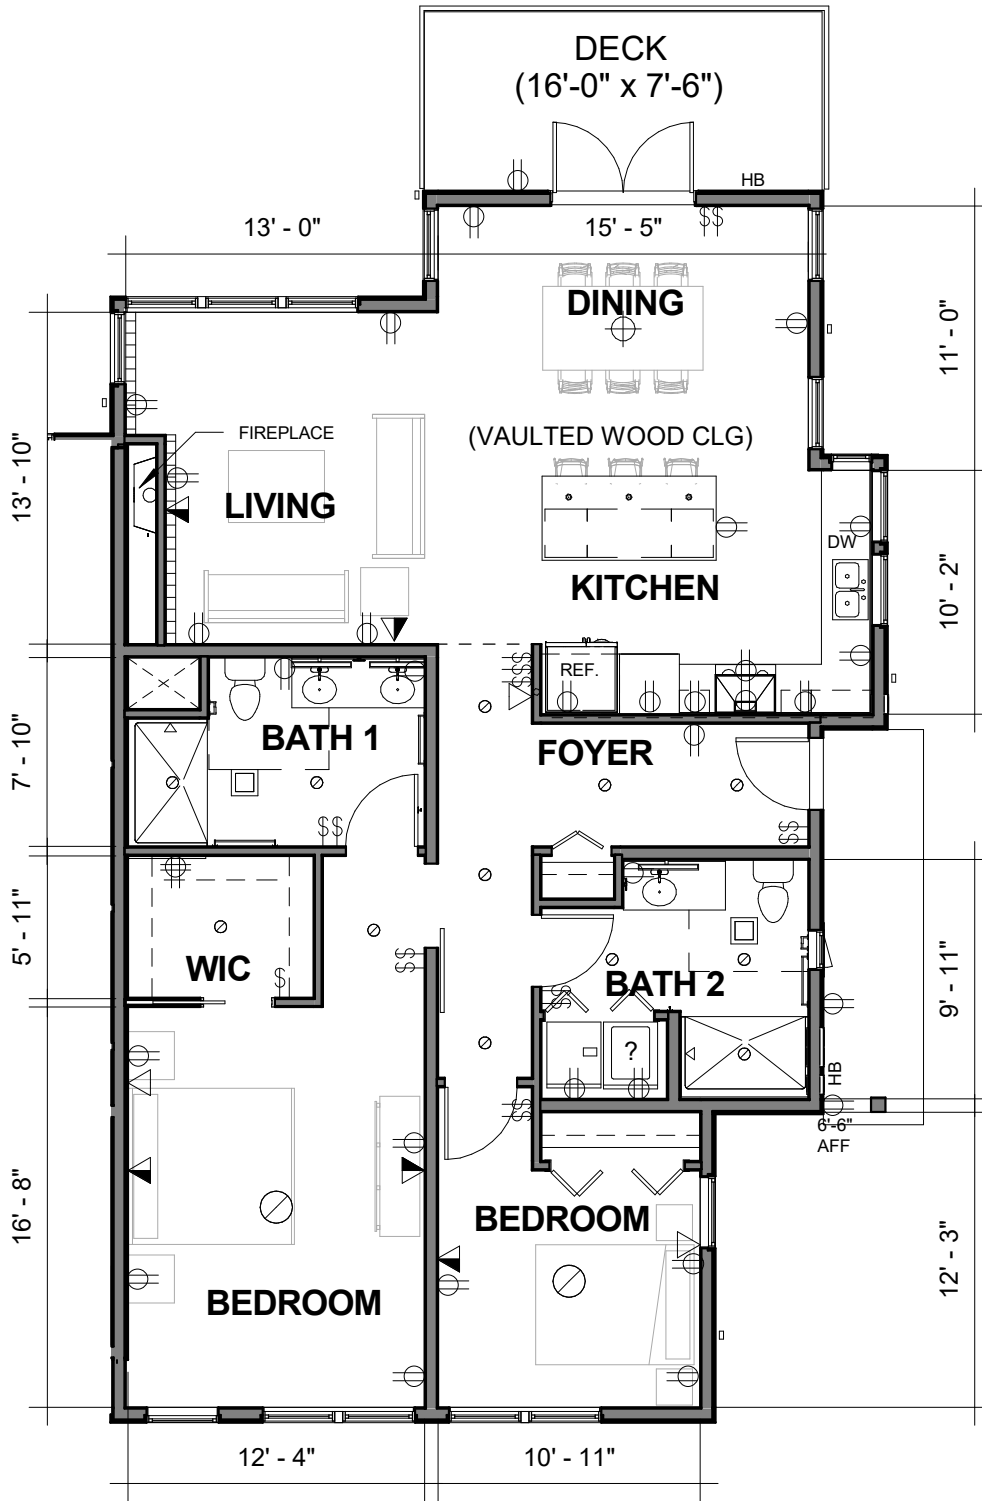 DECK
(16'-0" x 7'-6")
HB
13' - 0"
15' - 5"
$$
DINING
11' - 0"
13' - 10"
FIREPLACE
(VAULTED WOOD CLG)
LIVING
DW
KITCHEN
10' - 2"
REF.
$$$
7' - 10"
BATH 1
FOYER
$$
$$
5' - 11"
WIC
$
$$
BATH 2
$$
9' - 11"
?
HB
$$
6'-6"
AFF
16' - 8"
BEDROOM
12' - 3"
BEDROOM
12' - 4"
10' - 11"